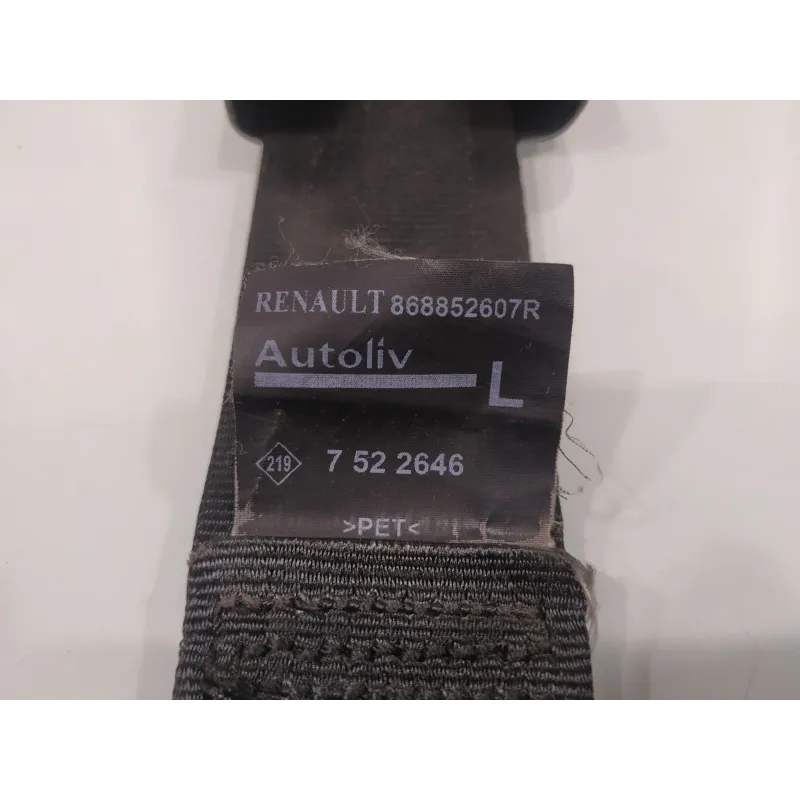 RENAULT 868852607R
Autoliv
L
219 7 52 2646
>PET<